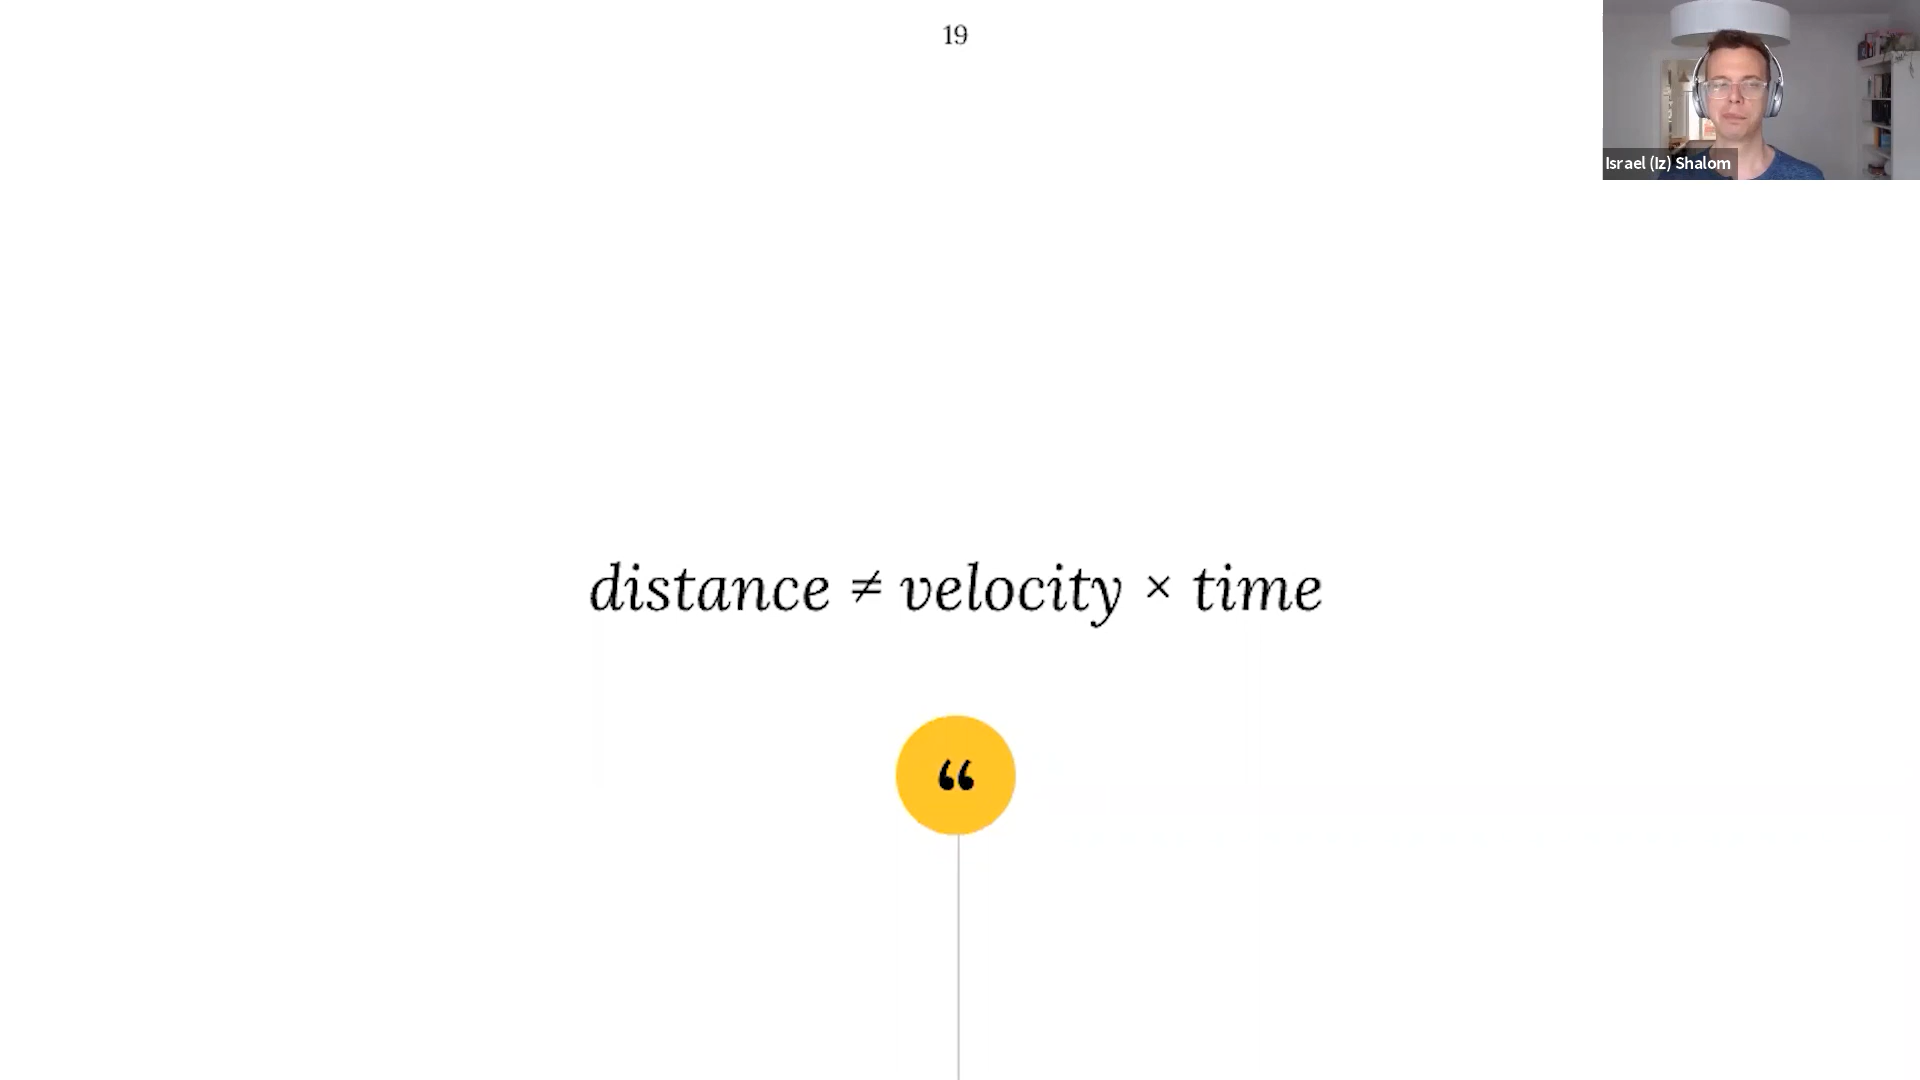 19
Israel (Iz) Shalom
distance ≠ velocity × time
“